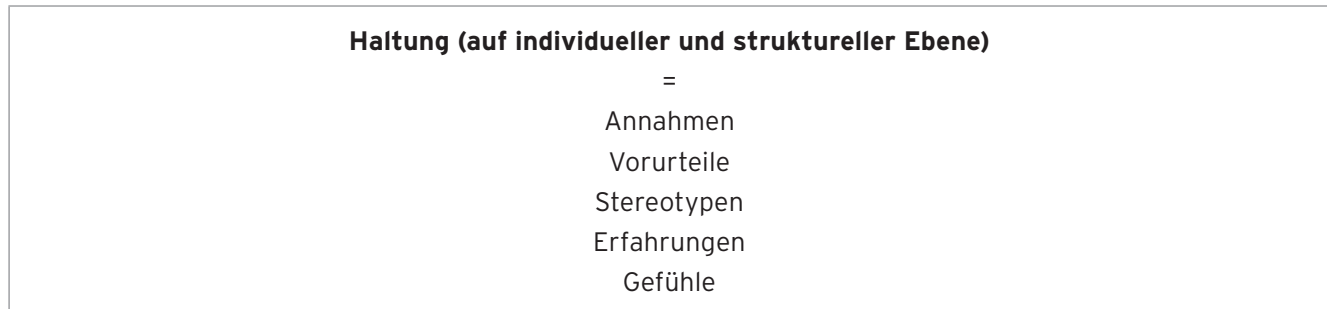 Haltung (auf individueller und struktureller Ebene)
=
Annahmen
Vorurteile
Stereotypen
Erfahrungen
Gefühle